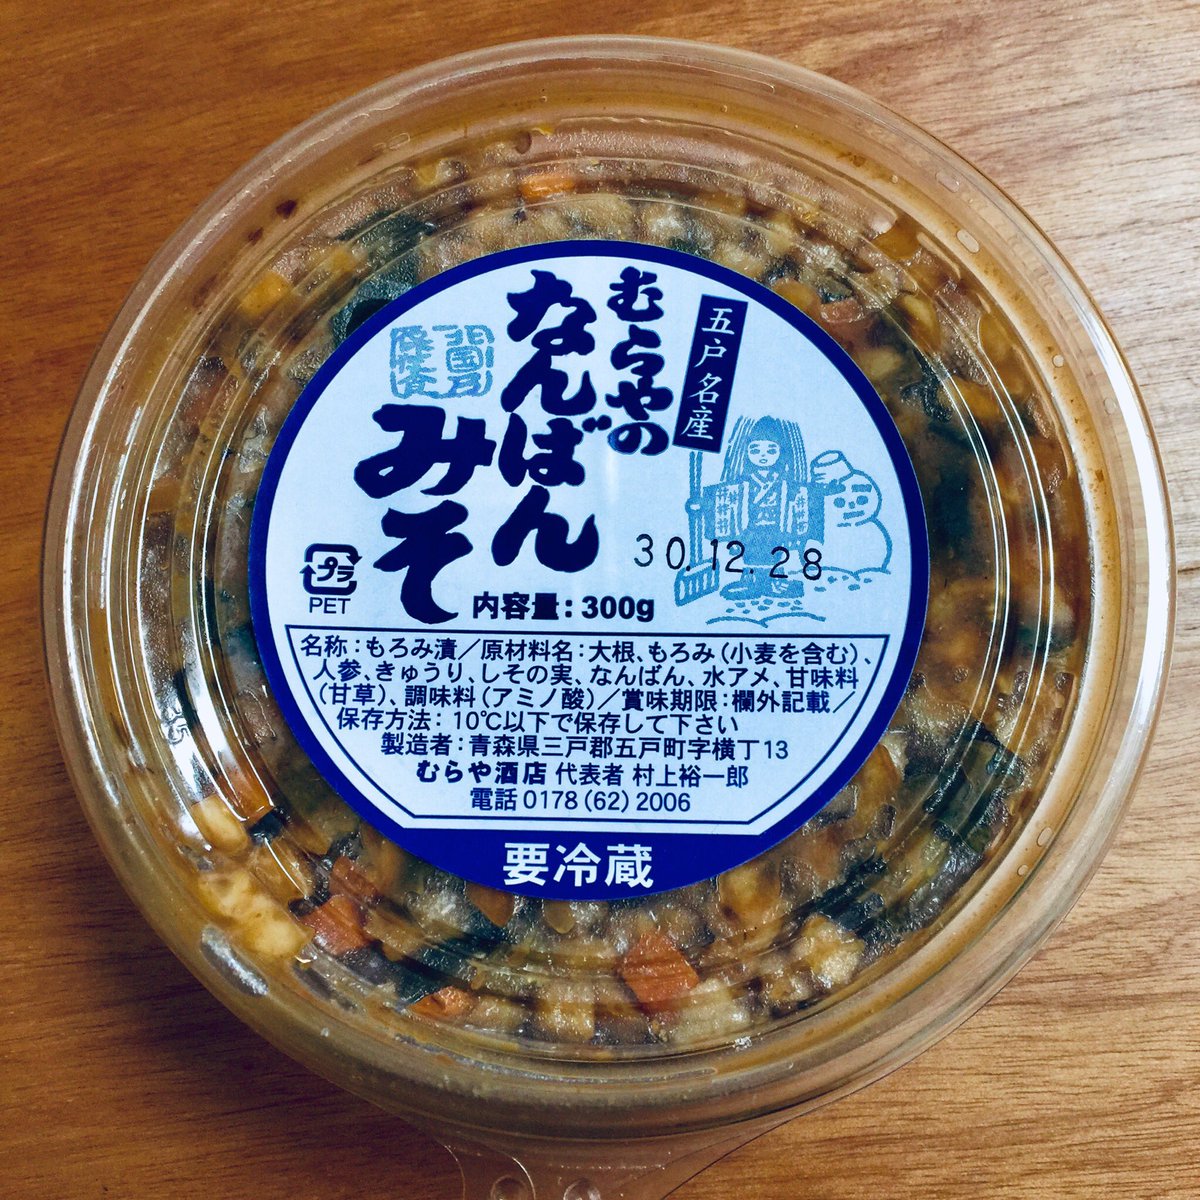 五戸名産
むらやの
なんばん
みそ
30.12.28
プラ
PET
内容量：300g
名称：もろみ漬／原材料名：大根、もろみ（小麦を含む）、
人参、きゅうり、しその実、なんばん、水アメ、甘味料
（甘草）、調味料（アミノ酸）／賞味期限：欄外記載／
保存方法：10℃以下で保存して下さい
製造者：青森県三戸郡五戸町字横丁13
むらや酒店 代表者 村上裕一郎
電話 0178（62）2006
要冷蔵